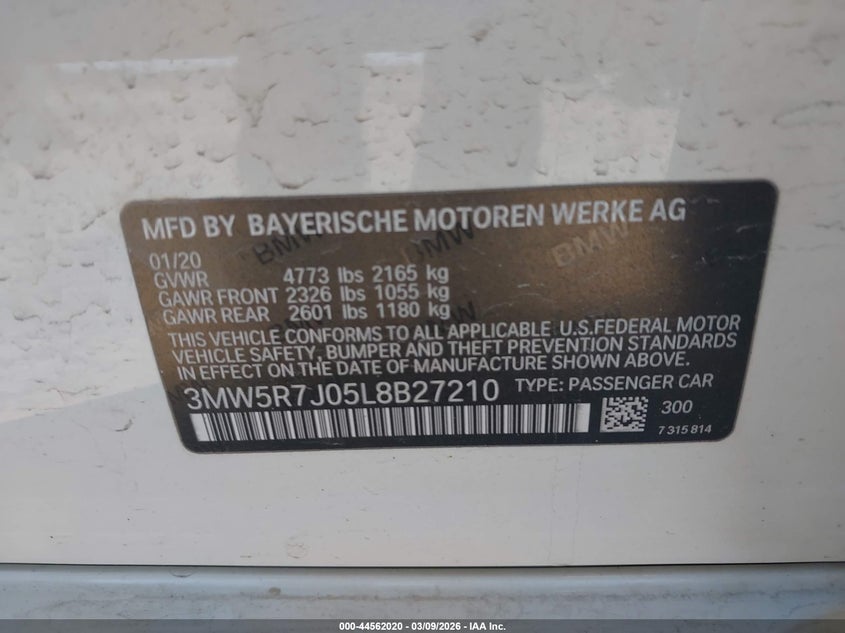 MFD BY BAYERISCHE MOTOREN WERKE AG
BMW BMW BMW
01/20
GVWR 4773 lbs 2165 kg
GAWR FRONT 2326 lbs 1055 kg
GAWR REAR 2601 lbs 1180 kg
THIS VEHICLE CONFORMS TO ALL APPLICABLE U.S.FEDERAL MOTOR
VEHICLE SAFETY, BUMPER AND THEFT PREVENTION STANDARDS
IN EFFECT ON THE DATE OF MANUFACTURE SHOWN ABOVE.
3MW5R7J05L8B27210 TYPE: PASSENGER CAR
300
7 315 814
000-44562020 - 03/09/2026 - IAA Inc.